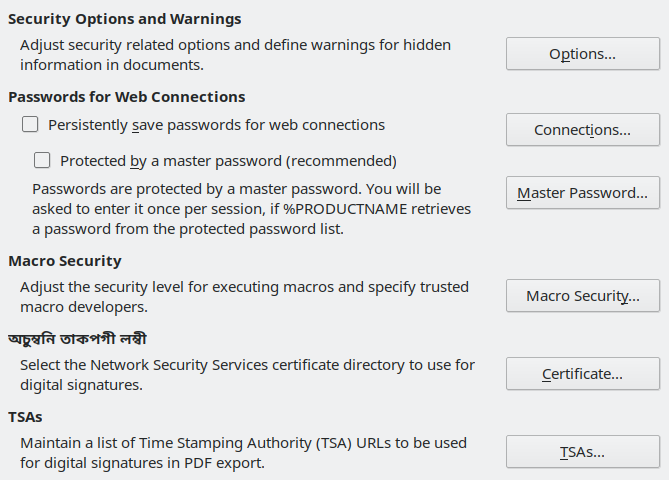 Security Options and Warnings
Adjust security related options and define warnings for hidden
information in documents.
Options...
Passwords for Web Connections
Persistently save passwords for web connections
Connections...
Protected by a master password (recommended)
Passwords are protected by a master password. You will be
asked to enter it once per session, if %PRODUCTNAME retrieves
a password from the protected password list.
Master Password...
Macro Security
Adjust the security level for executing macros and specify trusted
macro developers.
Macro Security...
অচুম্বনি তাকপগী লম্বী
Select the Network Security Services certificate directory to use for
digital signatures.
Certificate...
TSAs
Maintain a list of Time Stamping Authority (TSA) URLs to be used
for digital signatures in PDF export.
TSAs...